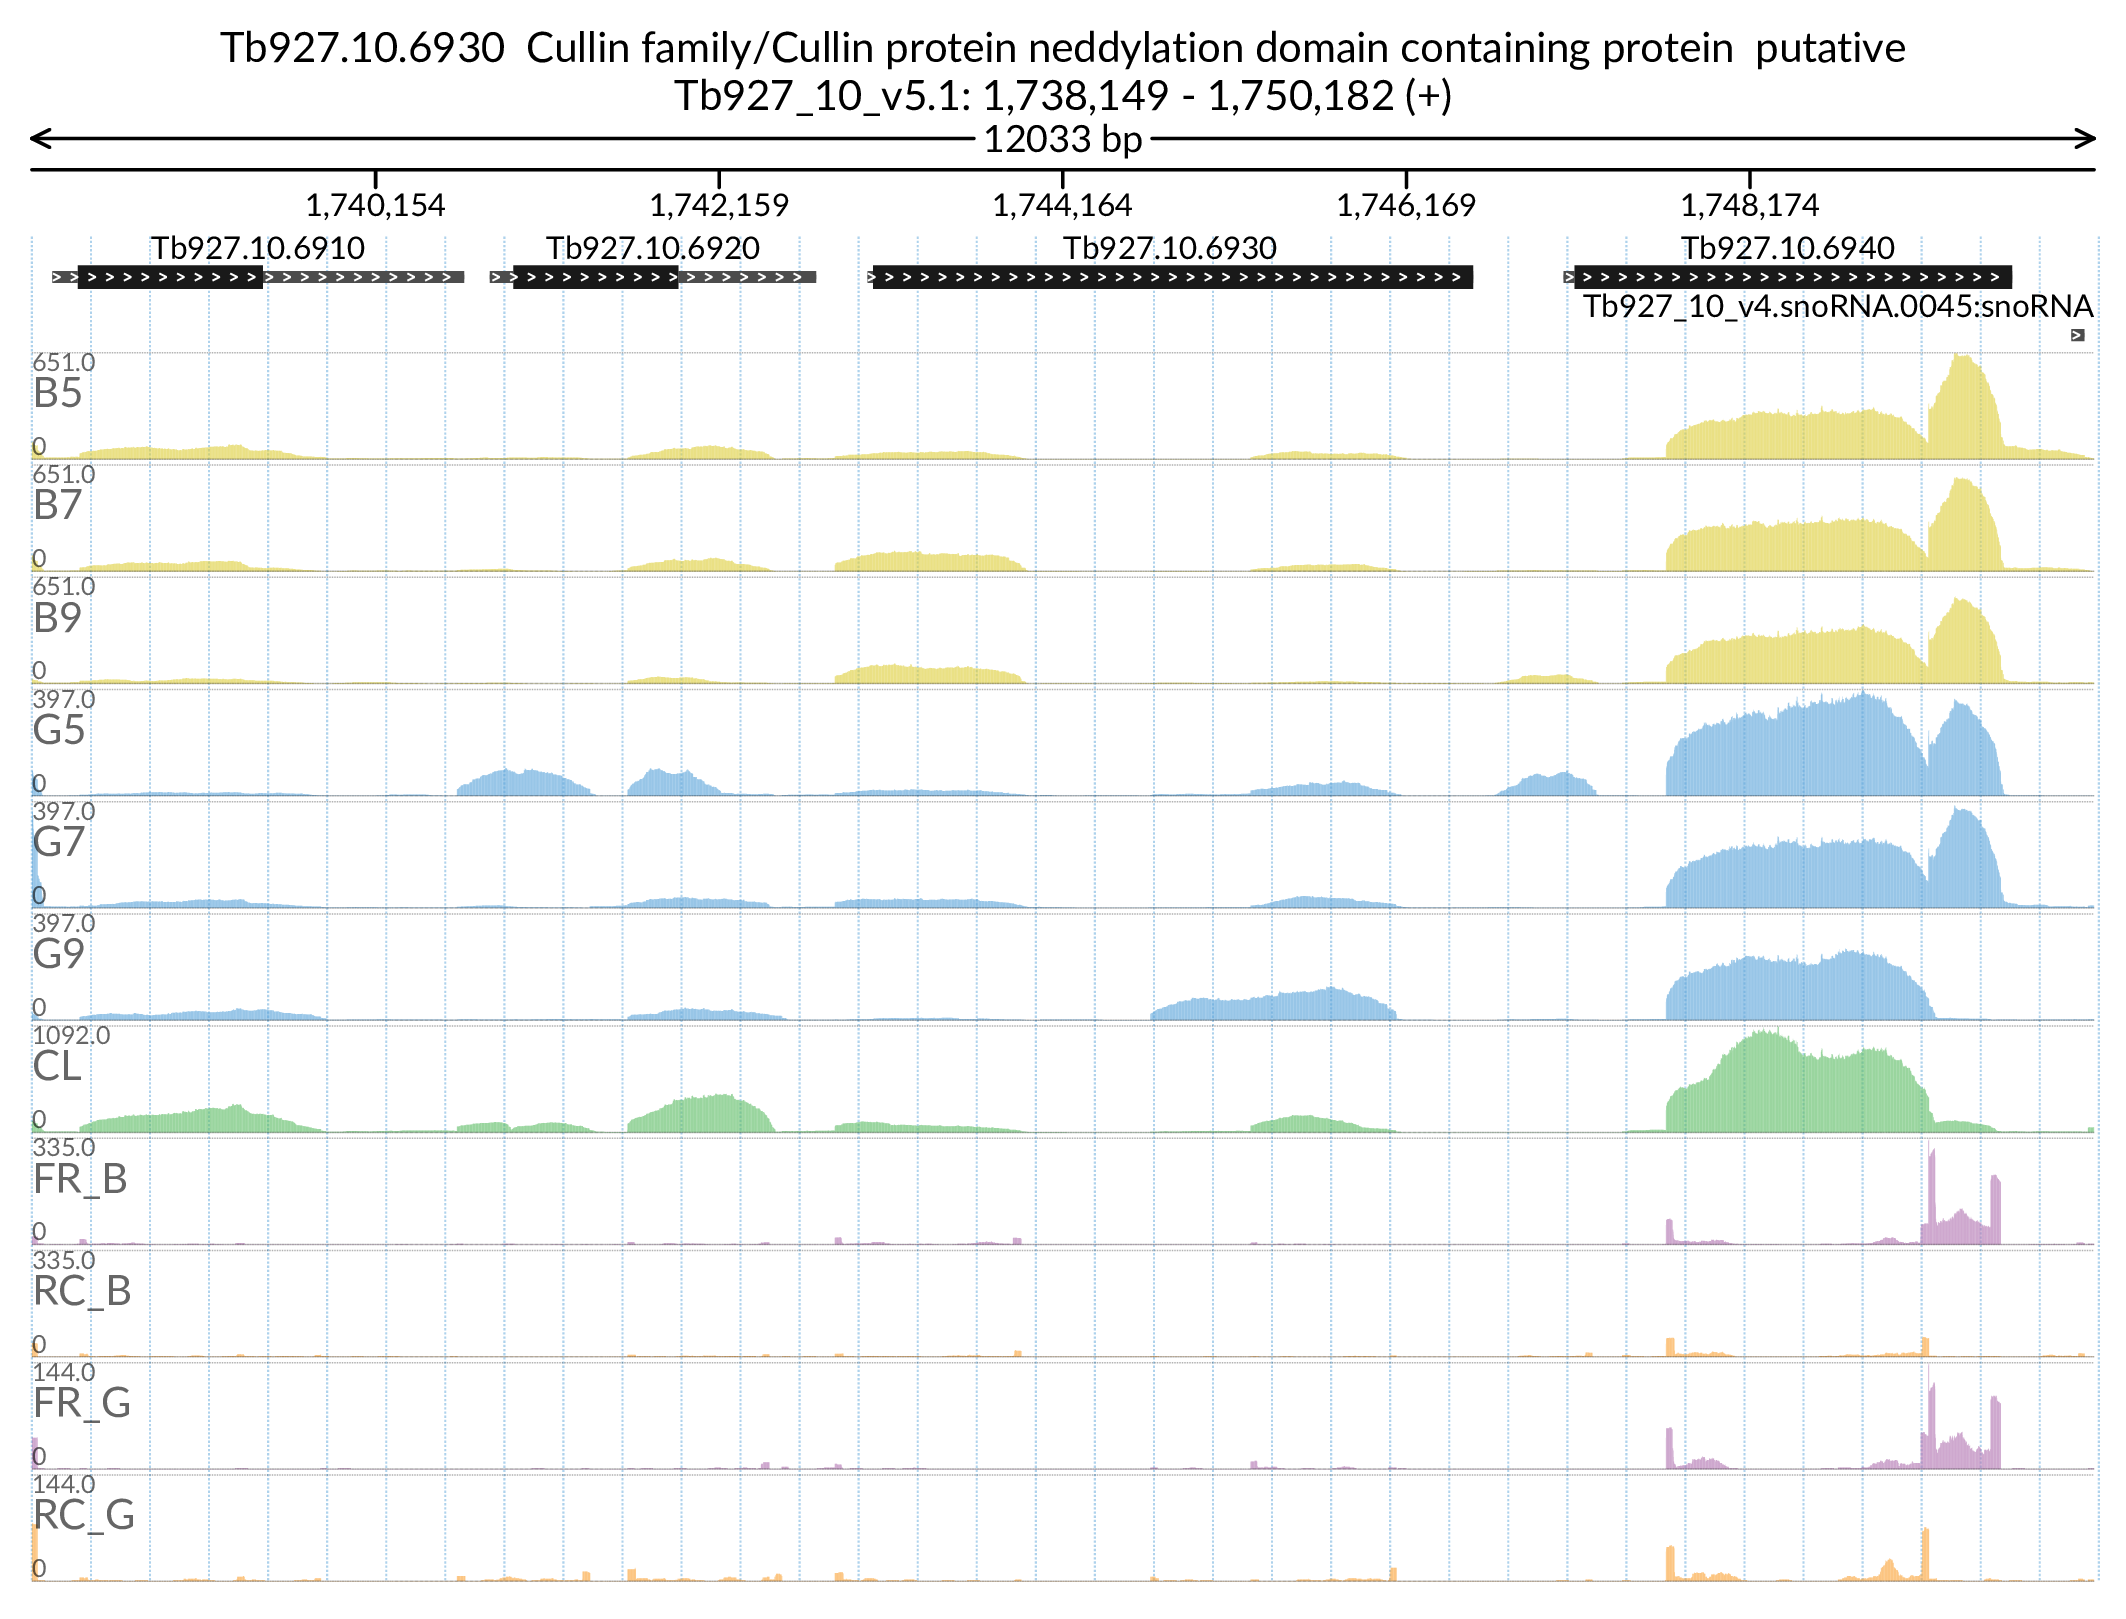 Tb927.10.6930  Cullin family/Cullin protein neddylation domain containing protein  putative
Tb927_10_v5.1: 1,738,149 - 1,750,182 (+)
12033 bp
1,740,154 1,742,159 1,744,164 1,746,169 1,748,174
Tb927.10.6910 Tb927.10.6920 Tb927.10.6930 Tb927.10.6940
Tb927_10_v4.snoRNA.0045:snoRNA
651.0
B5
0
651.0
B7
0
651.0
B9
0
397.0
G5
0
397.0
G7
0
397.0
G9
0
1092.0
CL
0
335.0
FR_B
0
335.0
RC_B
0
144.0
FR_G
0
144.0
RC_G
0